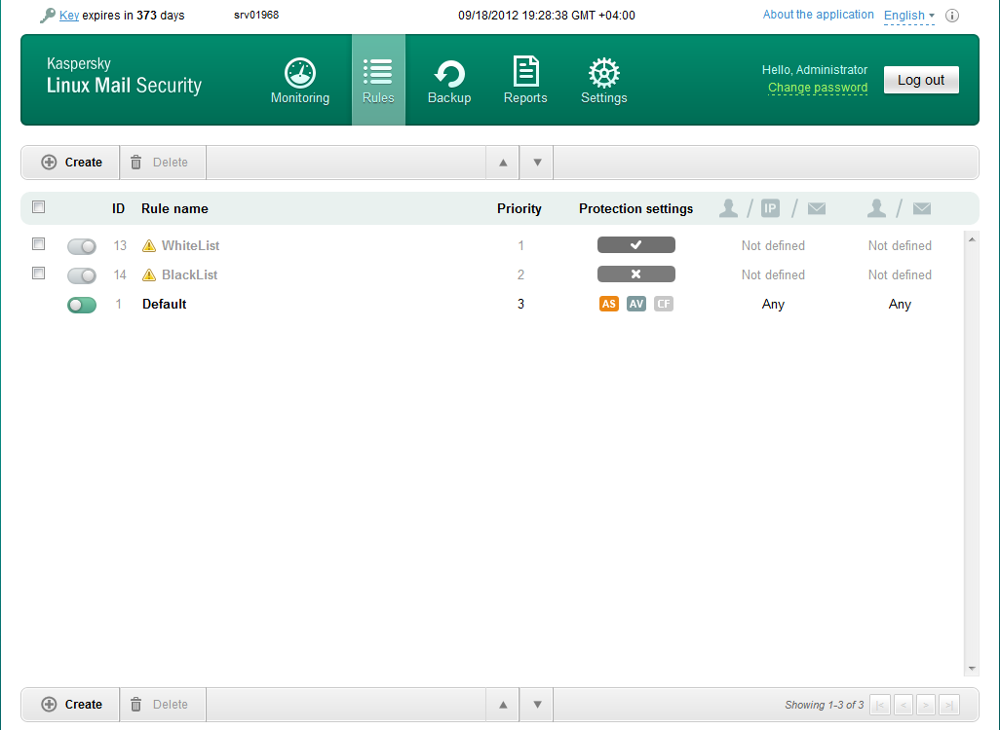 Key expires in 373 days srv01968 09/18/2012 19:28:38 GMT +04:00 About the application English
Kaspersky
Linux Mail Security
Monitoring Rules Backup Reports Settings
Hello, Administrator
Change password
Log out
Create Delete
ID Rule name Priority Protection settings / IP / /
13 WhiteList 1 Not defined Not defined
14 BlackList 2 Not defined Not defined
1 Default 3 AS AV CF Any Any
Create Delete Showing 1-3 of 3 |< < > >|